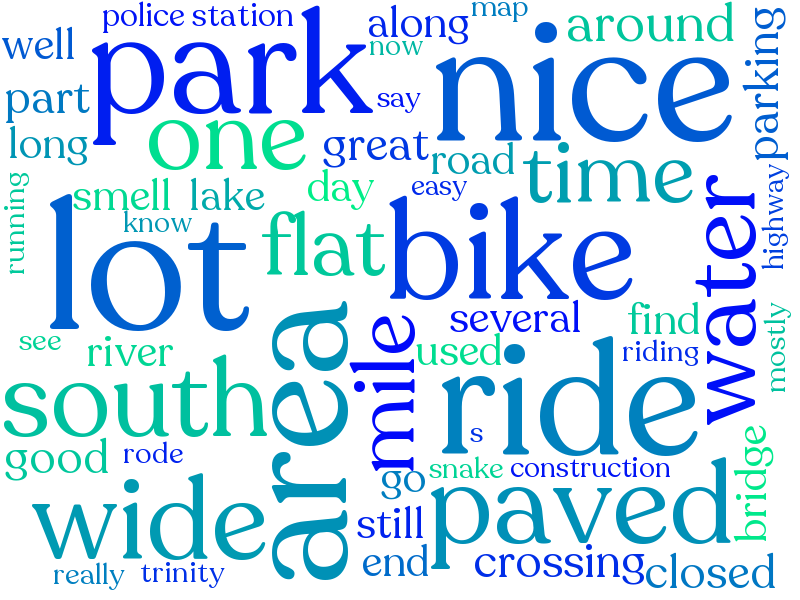 police station
along
map
around
well
park
now
nice
parking
part
say
long
one
great
road
time
running
smell
lake
day
easy
water
highway
know
flat
bike
lot
several
find
mostly
see
river
area
mile
used
riding
south
ride
s
good
rode
snake
construction
bridge
wide
go
paved
still
crossing
end
closed
really
trinity